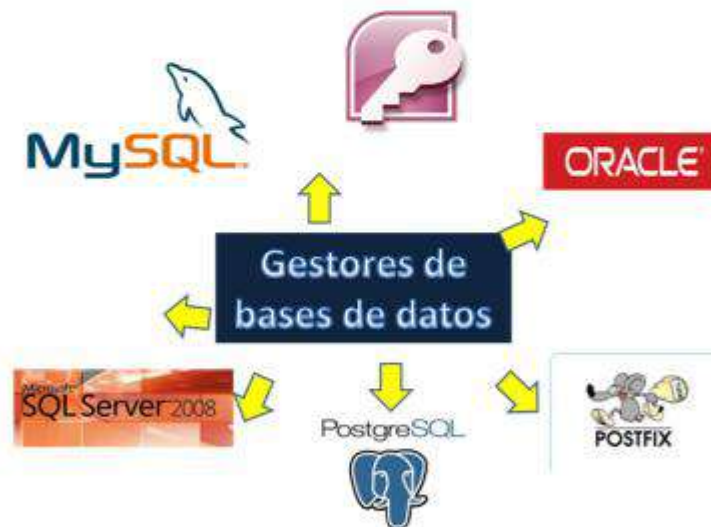 MySQL
ORACLE
Gestores de
bases de datos
Microsoft
SQL Server 2008
PostgreSQL
POSTFIX